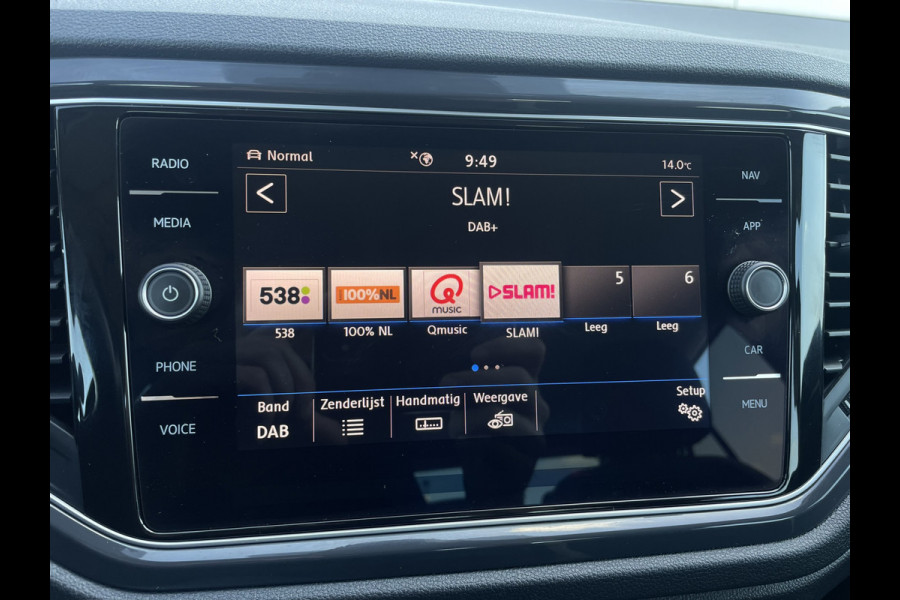 RADIO
MEDIA
PHONE
VOICE
Normal
9:49
14.0°C
<
SLAM!
>
DAB+
538
100%NL
Q
MUSIC
SLAM!
5
6
538
100% NL
Qmusic
SLAM!
Leeg
Leeg
Band
DAB
Zenderlijst
Handmatig
Weergave
Setup
NAV
APP
CAR
MENU